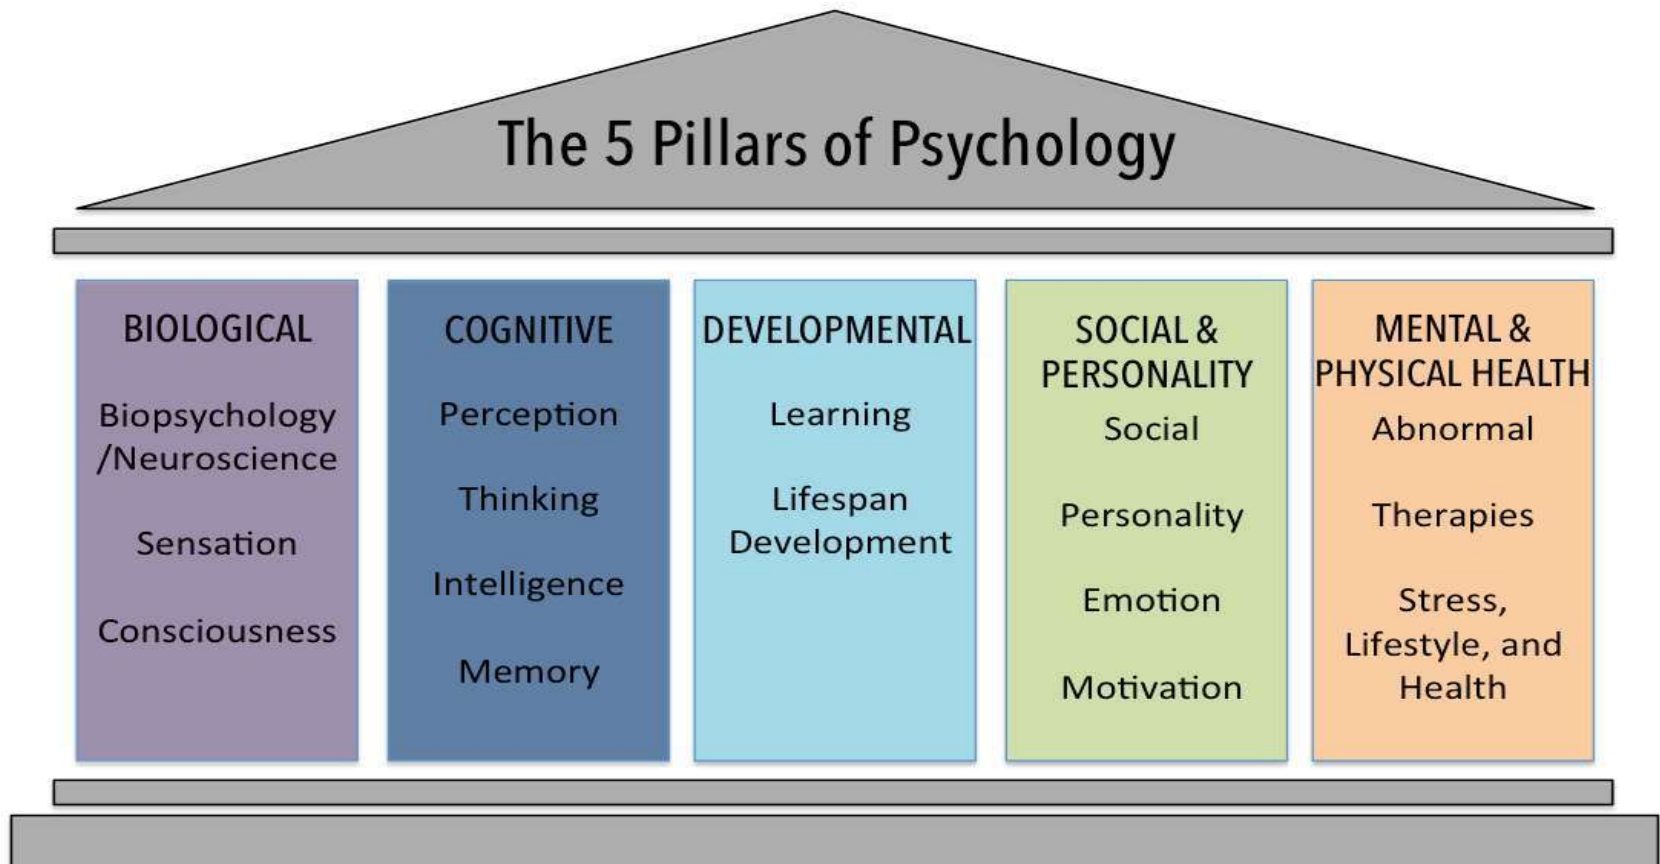 The 5 Pillars of Psychology
BIOLOGICAL
Biopsychology
/Neuroscience
Sensation
Consciousness
COGNITIVE
Perception
Thinking
Intelligence
Memory
DEVELOPMENTAL
Learning
Lifespan
Development
SOCIAL &
PERSONALITY
Social
Personality
Emotion
Motivation
MENTAL &
PHYSICAL HEALTH
Abnormal
Therapies
Stress,
Lifestyle, and
Health